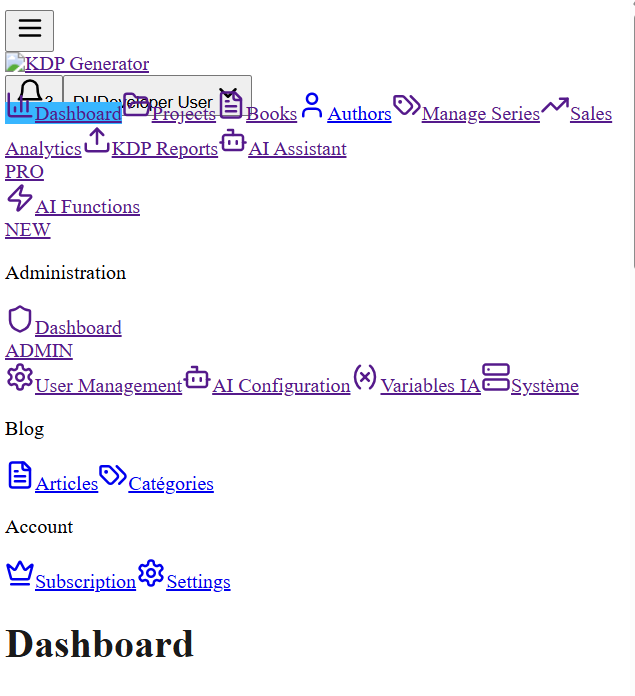 KDP Generator
3 DUDeveloper User
Dashboard Projects Books Authors Manage Series Sales
Analytics KDP Reports AI Assistant
PRO
AI Functions
NEW
Administration
Dashboard
ADMIN
User Management AI Configuration Variables IA Système
Blog
Articles Catégories
Account
Subscription Settings
Dashboard